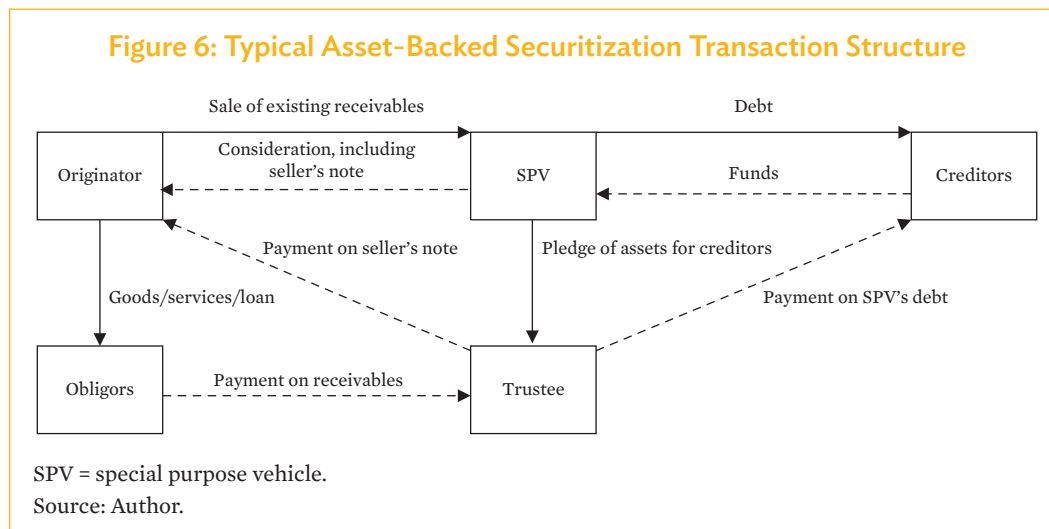 Figure 6: Typical Asset-Backed Securitization Transaction Structure
Sale of existing receivables
Debt
Originator
Consideration, including
seller’s note
SPV
Funds
Creditors
Payment on seller’s note
Pledge of assets for creditors
Goods/services/loan
Payment on SPV’s debt
Obligors
Payment on receivables
Trustee
SPV = special purpose vehicle.
Source: Author.